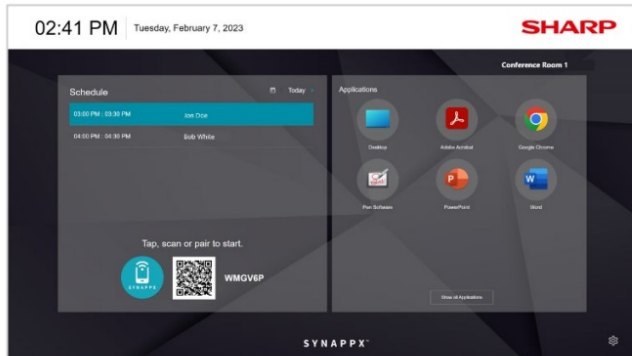 02:41 PM Tuesday, February 7, 2023
SHARP
Conference Room 1
Schedule Today
03:00 PM : 03:30 PM Joe Doe
04:00 PM : 04:30 PM Bob White
Tap, scan or pair to start.
SYNAPPX
WMGV6P
Applications
Desktop Adobe Acrobat Google Chrome
Pen Software PowerPoint Word
Show all Applications
SYNAPPX